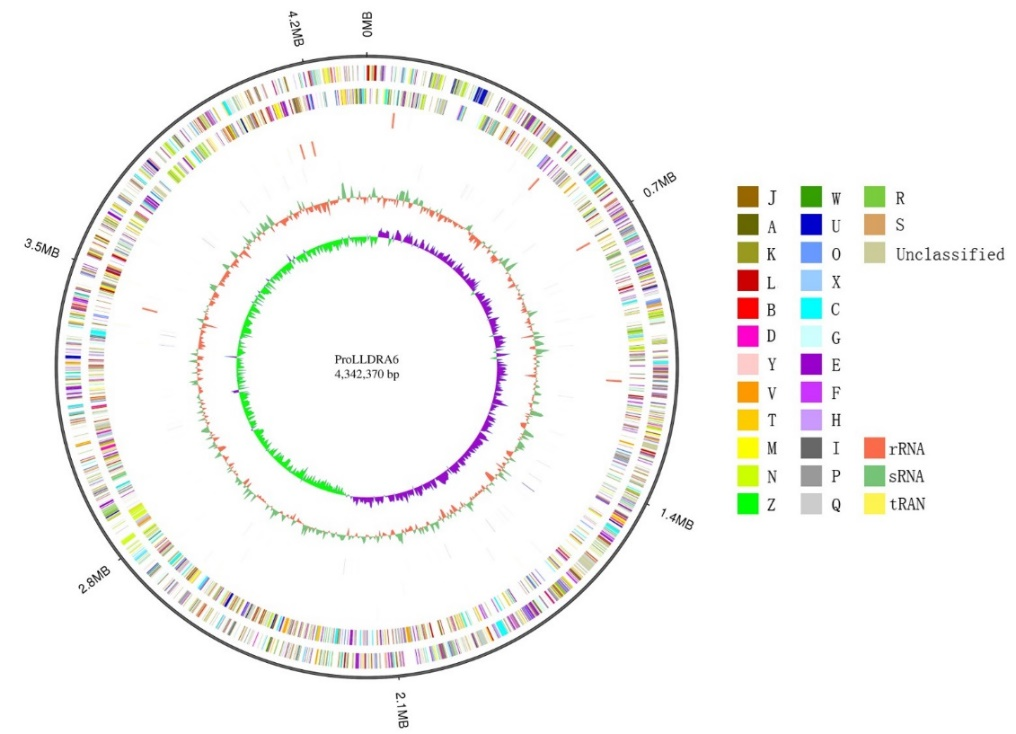 4.2MB
0MB
0.7MB
3.5MB
ProLLDRA6
4,342,370 bp
1.4MB
2.8MB
2.1MB
J W R
A U S
K O Unclassified
L X
B C
D G
Y E
V F
T H
M I rRNA
N P sRNA
Z Q tRAN